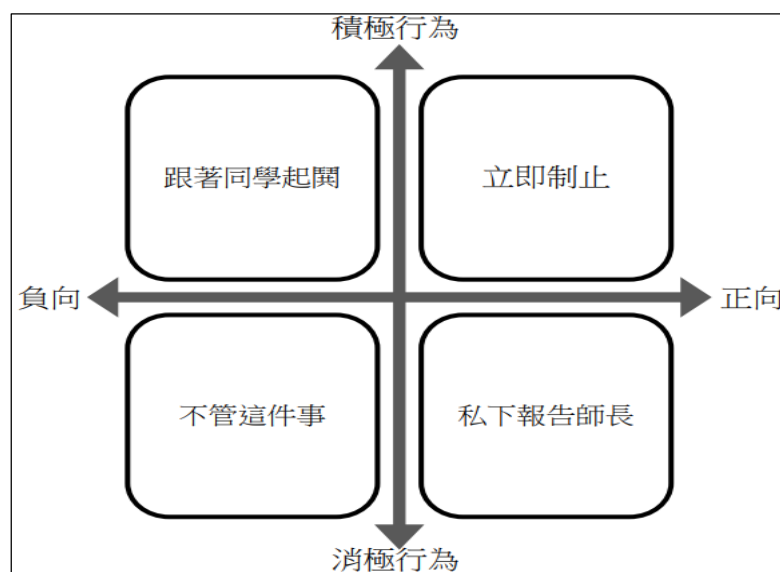 積極行為
跟著同學起鬨
立即制止
負向
正向
不管這件事
私下報告師長
消極行為